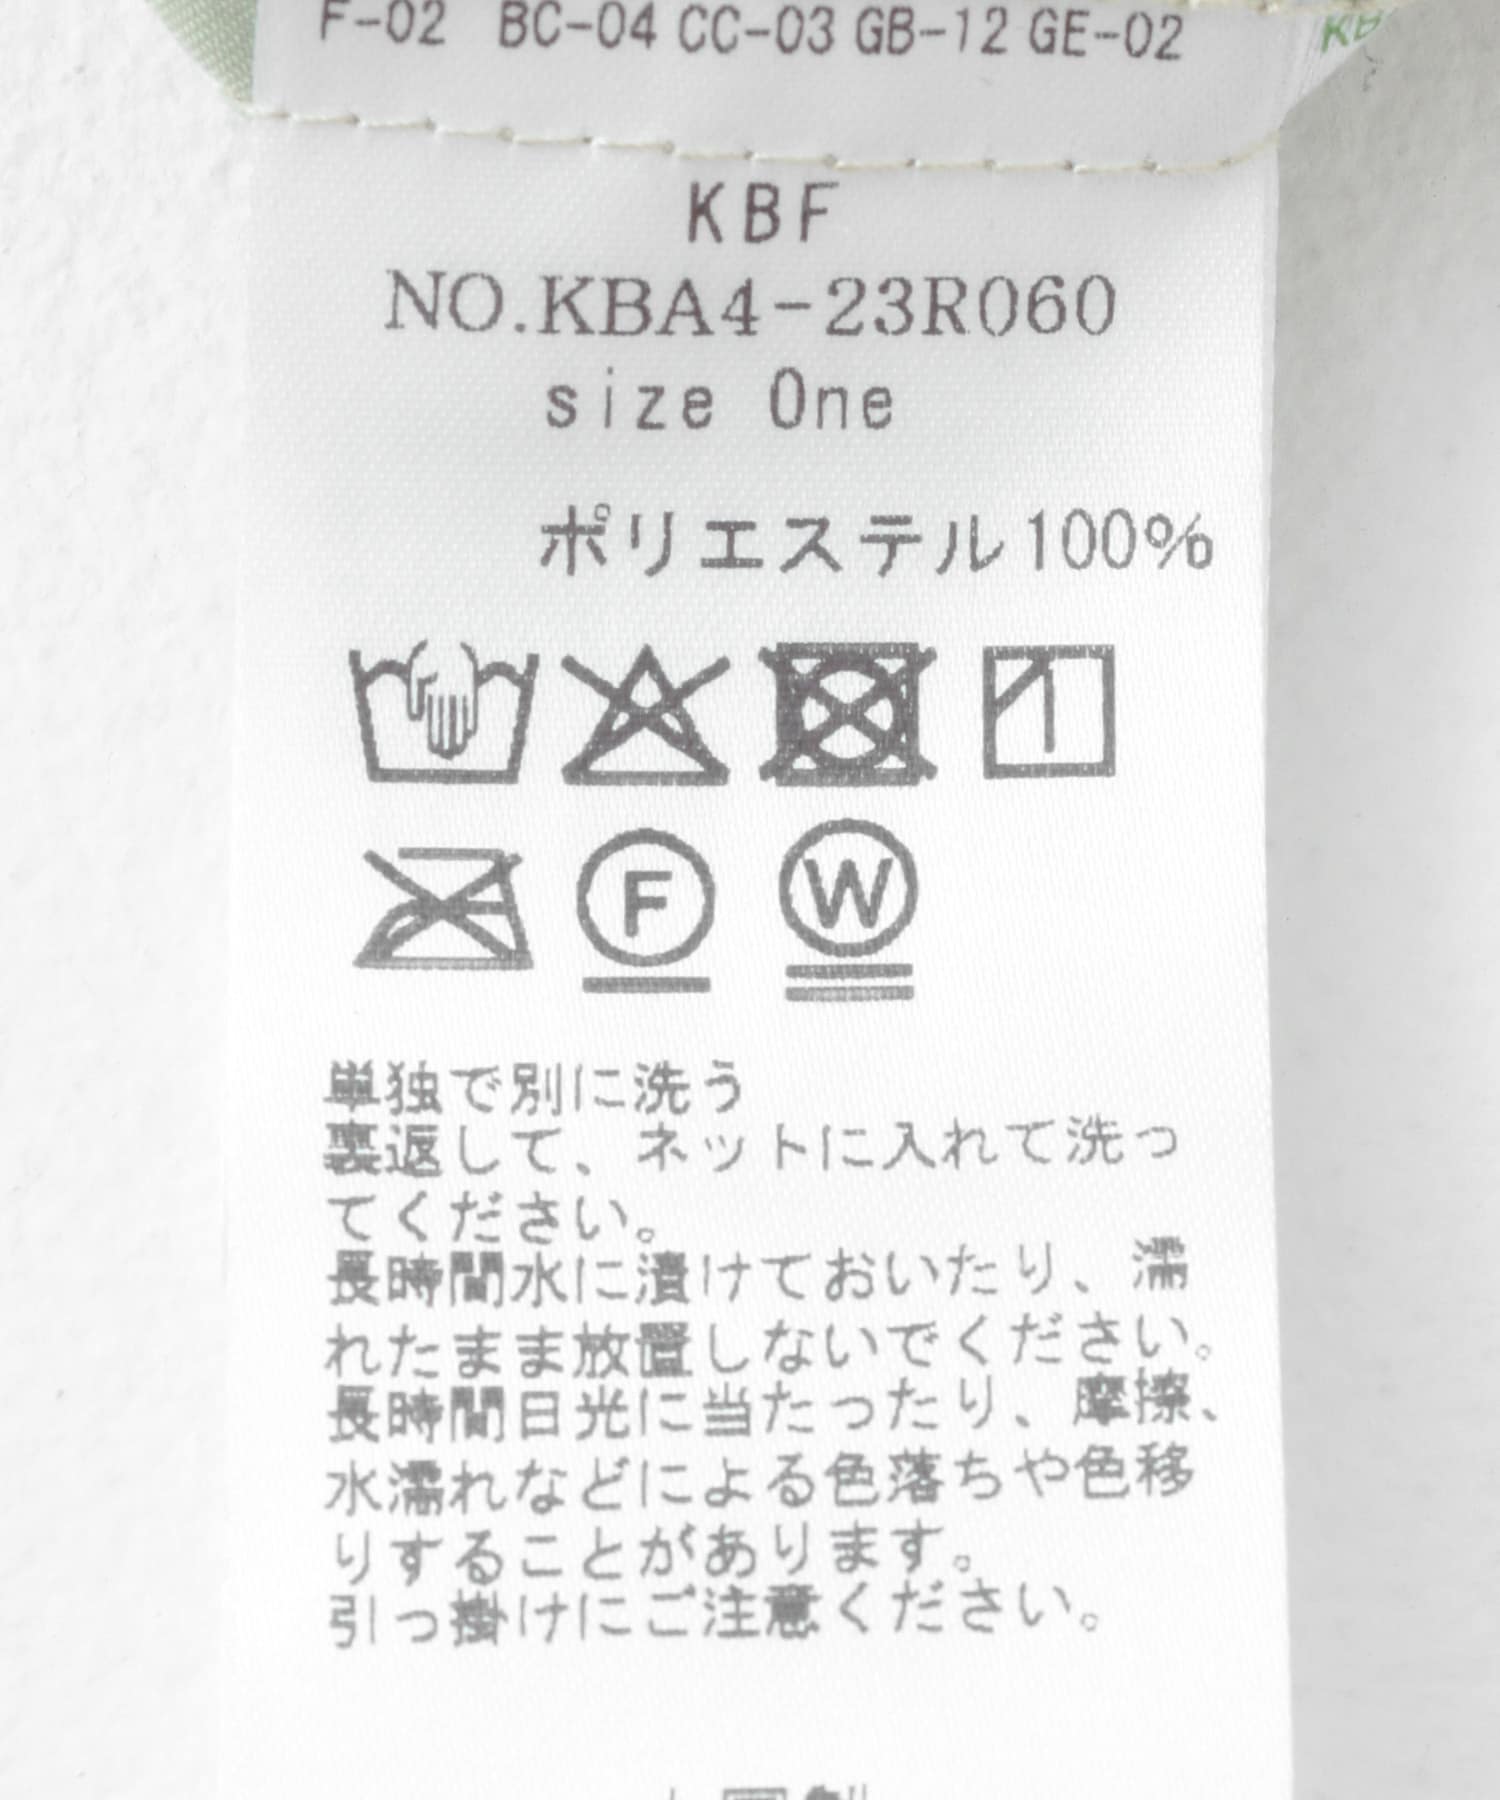 F-02 BC-04 CC-03 GB-12 GE-02
KBF
NO.KBA4-23R060
size One
ポリエステル100%
F
W
単独で別に洗う
裏返して、ネットに入れて洗っ
てください。
長時間水に漬けておいたり、濡
れたまま放置しないでください。
長時間日光に当たったり、摩擦、
水濡れなどによる色落ちや色移
りすることがあります。
引っ掛けにご注意ください。